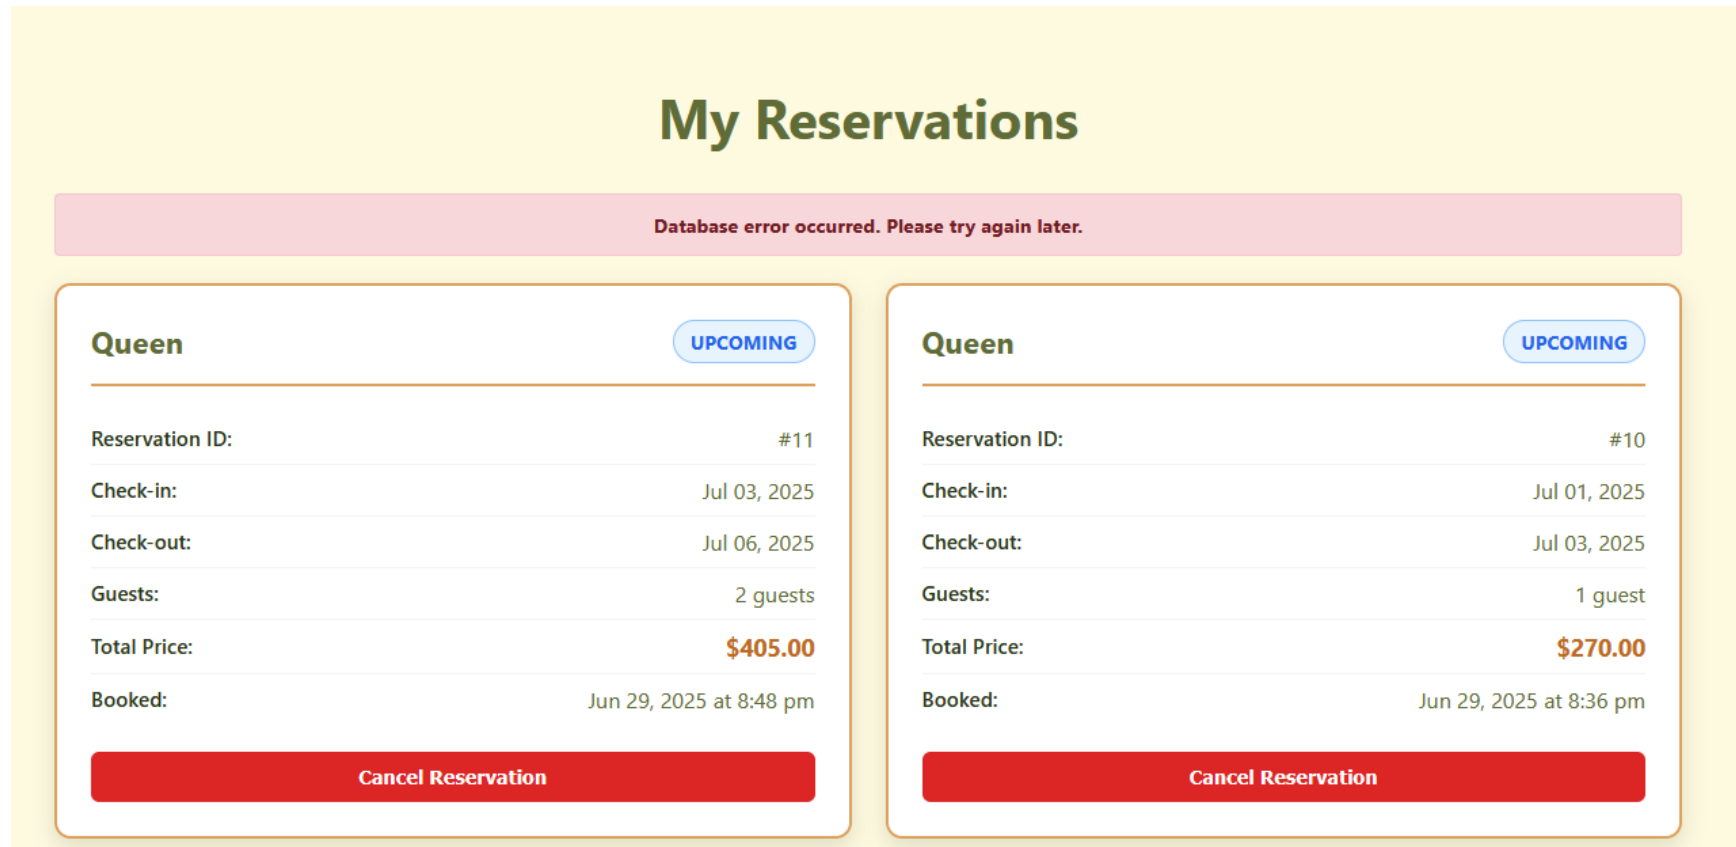 My Reservations
Database error occurred. Please try again later.
Queen
UPCOMING
Reservation ID: #11
Check-in: Jul 03, 2025
Check-out: Jul 06, 2025
Guests: 2 guests
Total Price: $405.00
Booked: Jun 29, 2025 at 8:48 pm
Cancel Reservation
Queen
UPCOMING
Reservation ID: #10
Check-in: Jul 01, 2025
Check-out: Jul 03, 2025
Guests: 1 guest
Total Price: $270.00
Booked: Jun 29, 2025 at 8:36 pm
Cancel Reservation